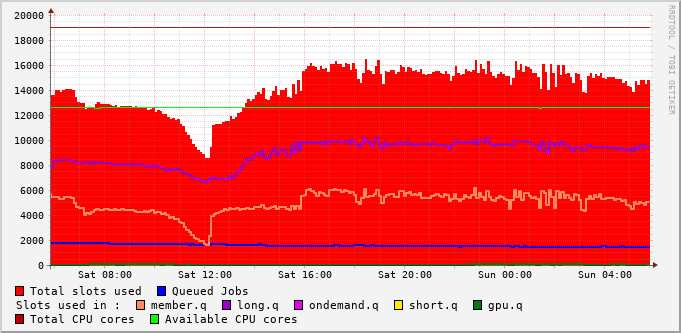 20000
18000
16000
14000
12000
10000
8000
6000
4000
2000
0
Sat 08:00 Sat 12:00 Sat 16:00 Sat 20:00 Sun 00:00 Sun 04:00
Total slots used Queued Jobs
Slots used in : member.q long.q ondemand.q short.q gpu.q
Total CPU cores Available CPU cores
RRDTOOL / TOBI OETIKER